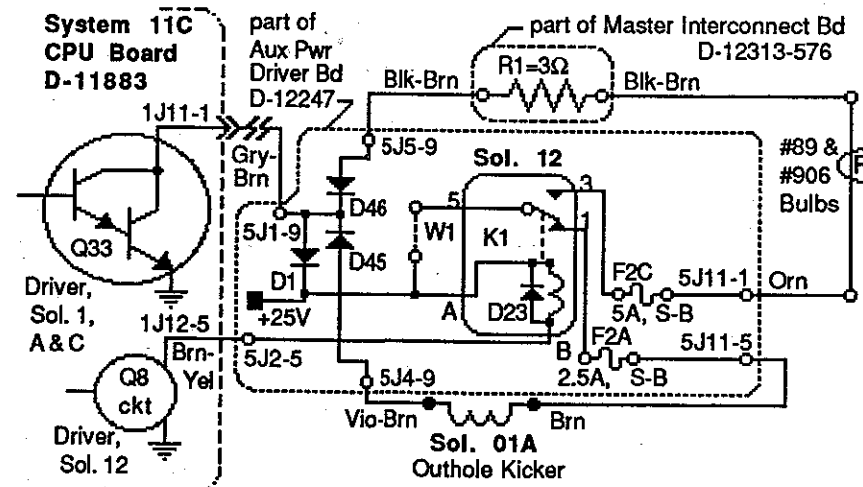 System 11C
CPU Board
D-11883
part of
Aux Pwr
Driver Bd
D-12247
part of Master Interconnect Bd
D-12313-576
R1=3Ω
Blk-Brn
Blk-Brn
1J11-1
Gry-
Brn
5J5-9
Sol. 12
#89 &
#906
Bulbs
5J1-9
D46
D45
D1
+25V
5
W1
K1
3
1
A
D23
B
Q33
Driver,
Sol. 1,
A & C
F2C
5A, S-B
5J11-1
Orn
F2A
2.5A, S-B
5J11-5
1J12-5
Brn-
Yel
5J2-5
Q8
ckt
Driver,
Sol. 12
5J4-9
Vio-Brn
Brn
Sol. 01A
Outhole Kicker